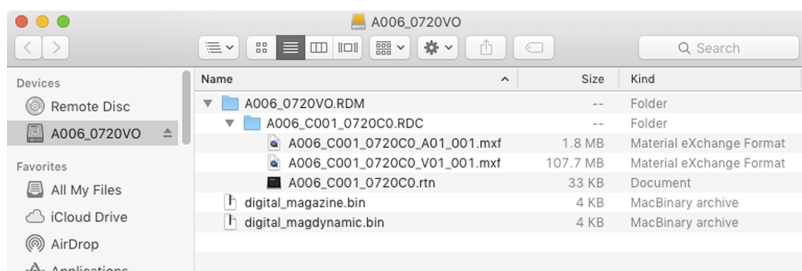 A006_0720VO
Search
Devices
Remote Disc
A006_0720VO
Favorites
All My Files
iCloud Drive
AirDrop
Applications
Name Size Kind
A006_0720VO.RDM -- Folder
A006_C001_0720C0.RDC -- Folder
A006_C001_0720C0_A01_001.mxf 1.8 MB Material eXchange Format
A006_C001_0720C0_V01_001.mxf 107.7 MB Material eXchange Format
A006_C001_0720C0.rtn 33 KB Document
digital_magazine.bin 4 KB MacBinary archive
digital_magdynamic.bin 4 KB MacBinary archive